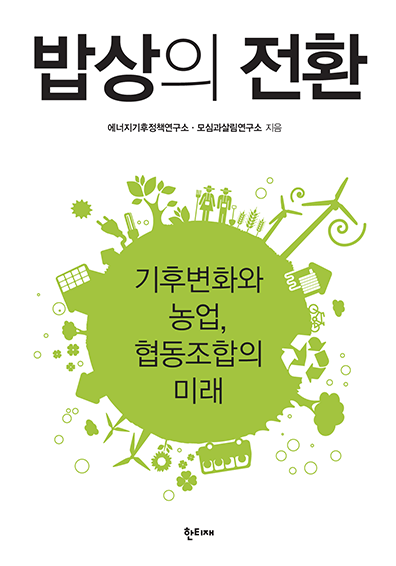 밥상의 전환
에너지기후정책연구소 · 모심과살림연구소 지음
기후변화와
농업,
협동조합의
미래
한티재